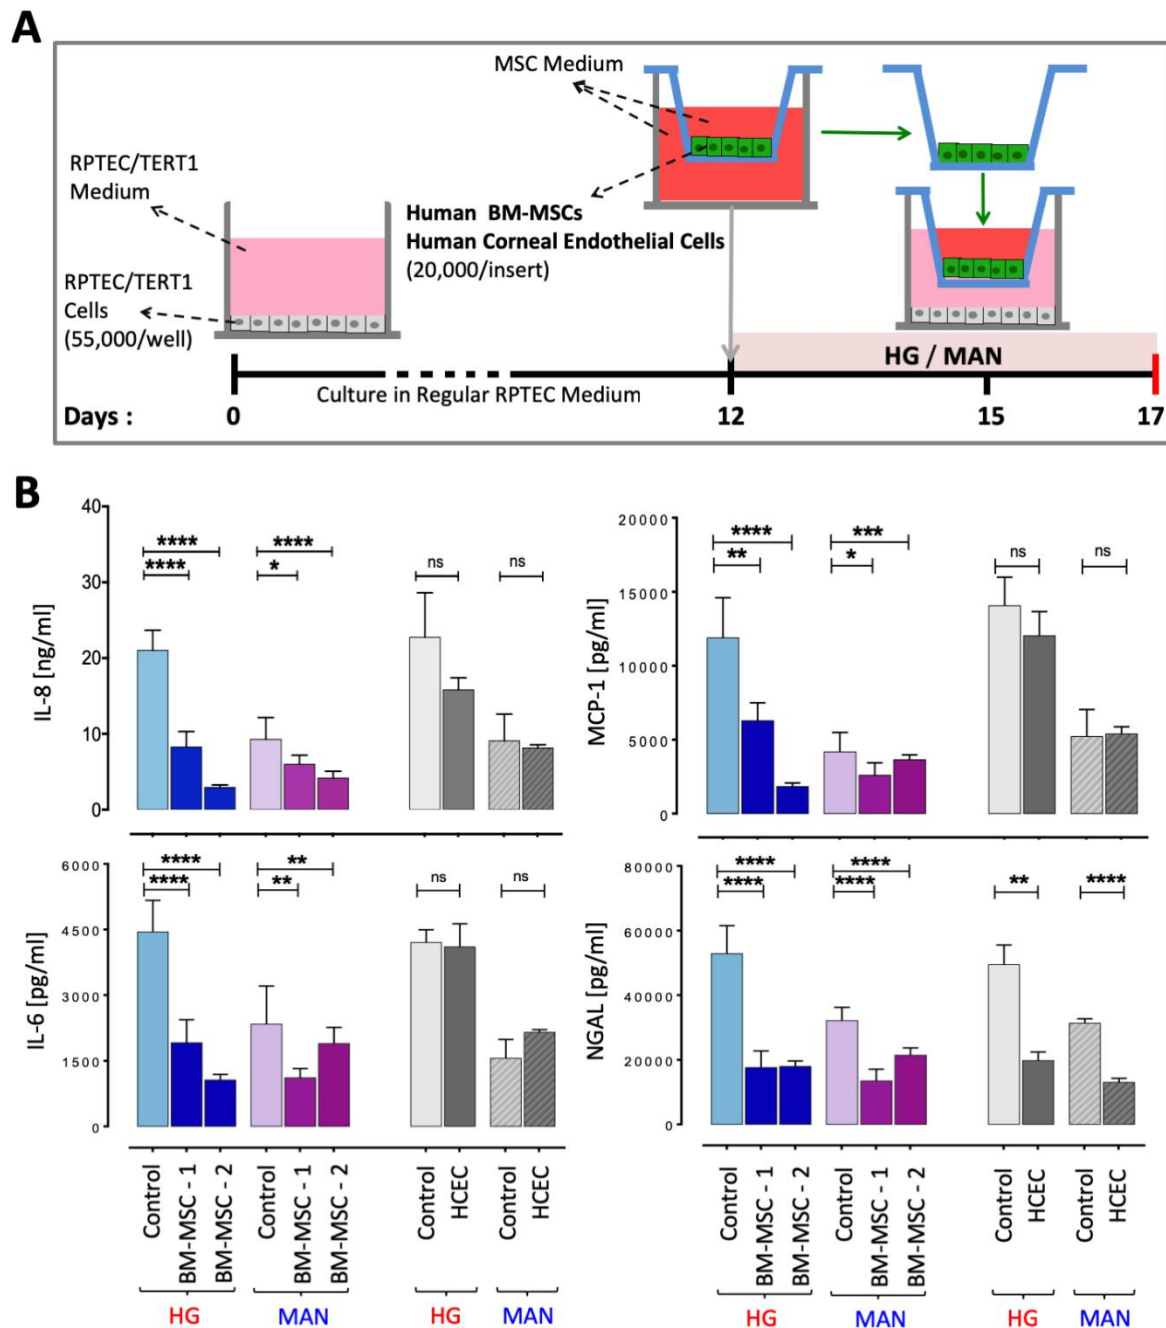 A
MSC Medium
RPTEC/TERT1
Medium
Human BM-MSCs
Human Corneal Endothelial Cells
(20,000/insert)
RPTEC/TERT1
Cells
(55,000/well)
HG / MAN
Culture in Regular RPTEC Medium
Days :
0
12
15
17
B
IL-8 [ng/ml]
40
30
20
10
0
****
****
****
*
ns
ns
MCP-1 [pg/ml]
20000
15000
10000
5000
0
****
**
***
*
ns
ns
IL-6 [pg/ml]
6000
4500
3000
1500
0
****
****
**
**
ns
ns
Control
BM-MSC - 1
BM-MSC - 2
Control
BM-MSC - 1
BM-MSC - 2
Control
HCEC
Control
HCEC
HG
MAN
HG
MAN
NGAL [pg/ml]
80000
60000
40000
20000
0
****
****
****
****
**
****
Control
BM-MSC - 1
BM-MSC - 2
Control
BM-MSC - 1
BM-MSC - 2
Control
HCEC
Control
HCEC
HG
MAN
HG
MAN